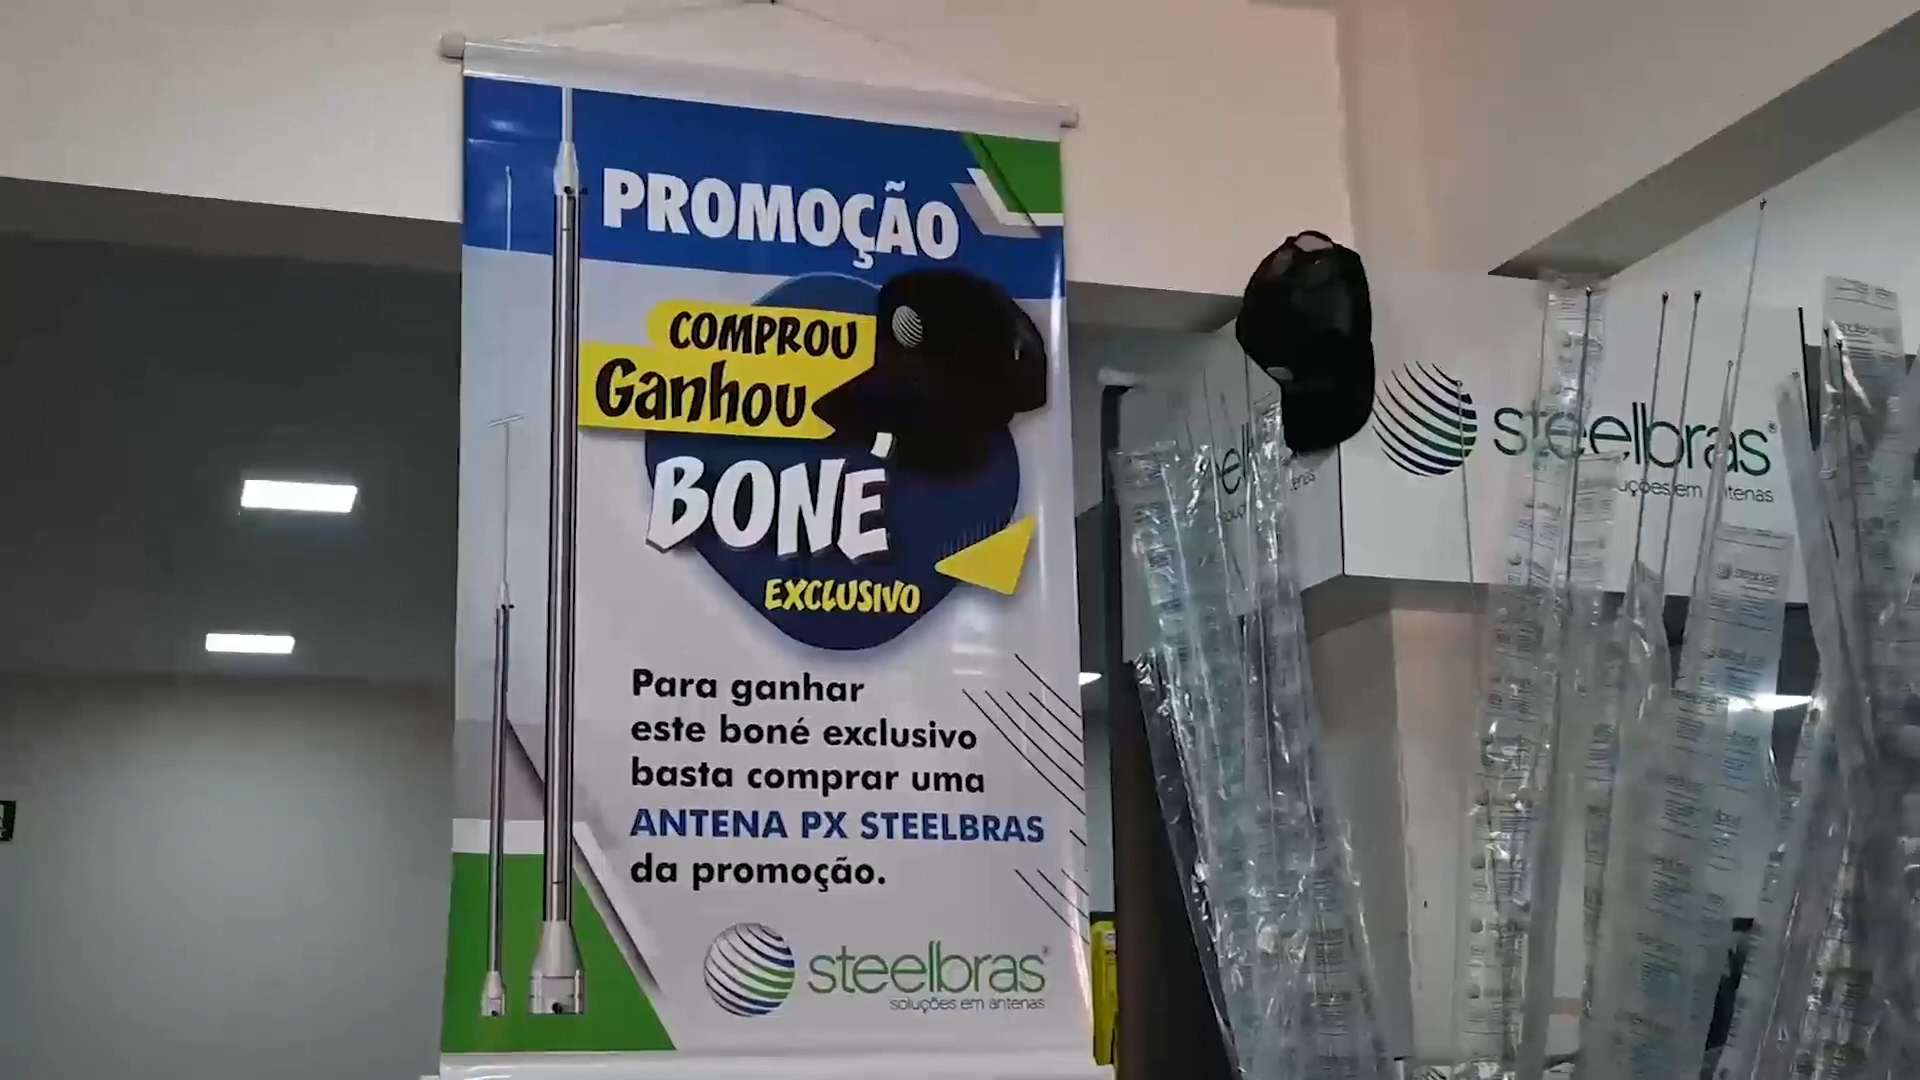 PROMOÇÃO
COMPROU
Ganhou
BONÉ
EXCLUSIVO
Para ganhar
este boné exclusivo
basta comprar uma
ANTENA PX STEELBRAS
da promoção.
steelbras®
soluções em antenas
steelbras®
uções em antenas